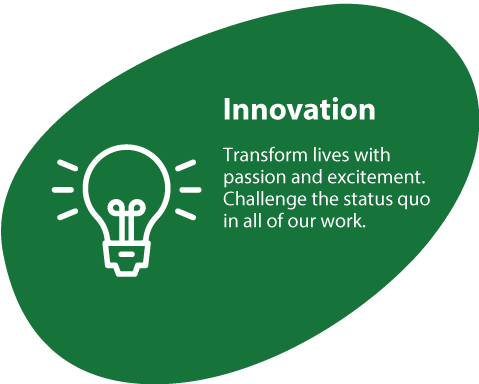 Innovation
Transform lives with
passion and excitement.
Challenge the status quo
in all of our work.